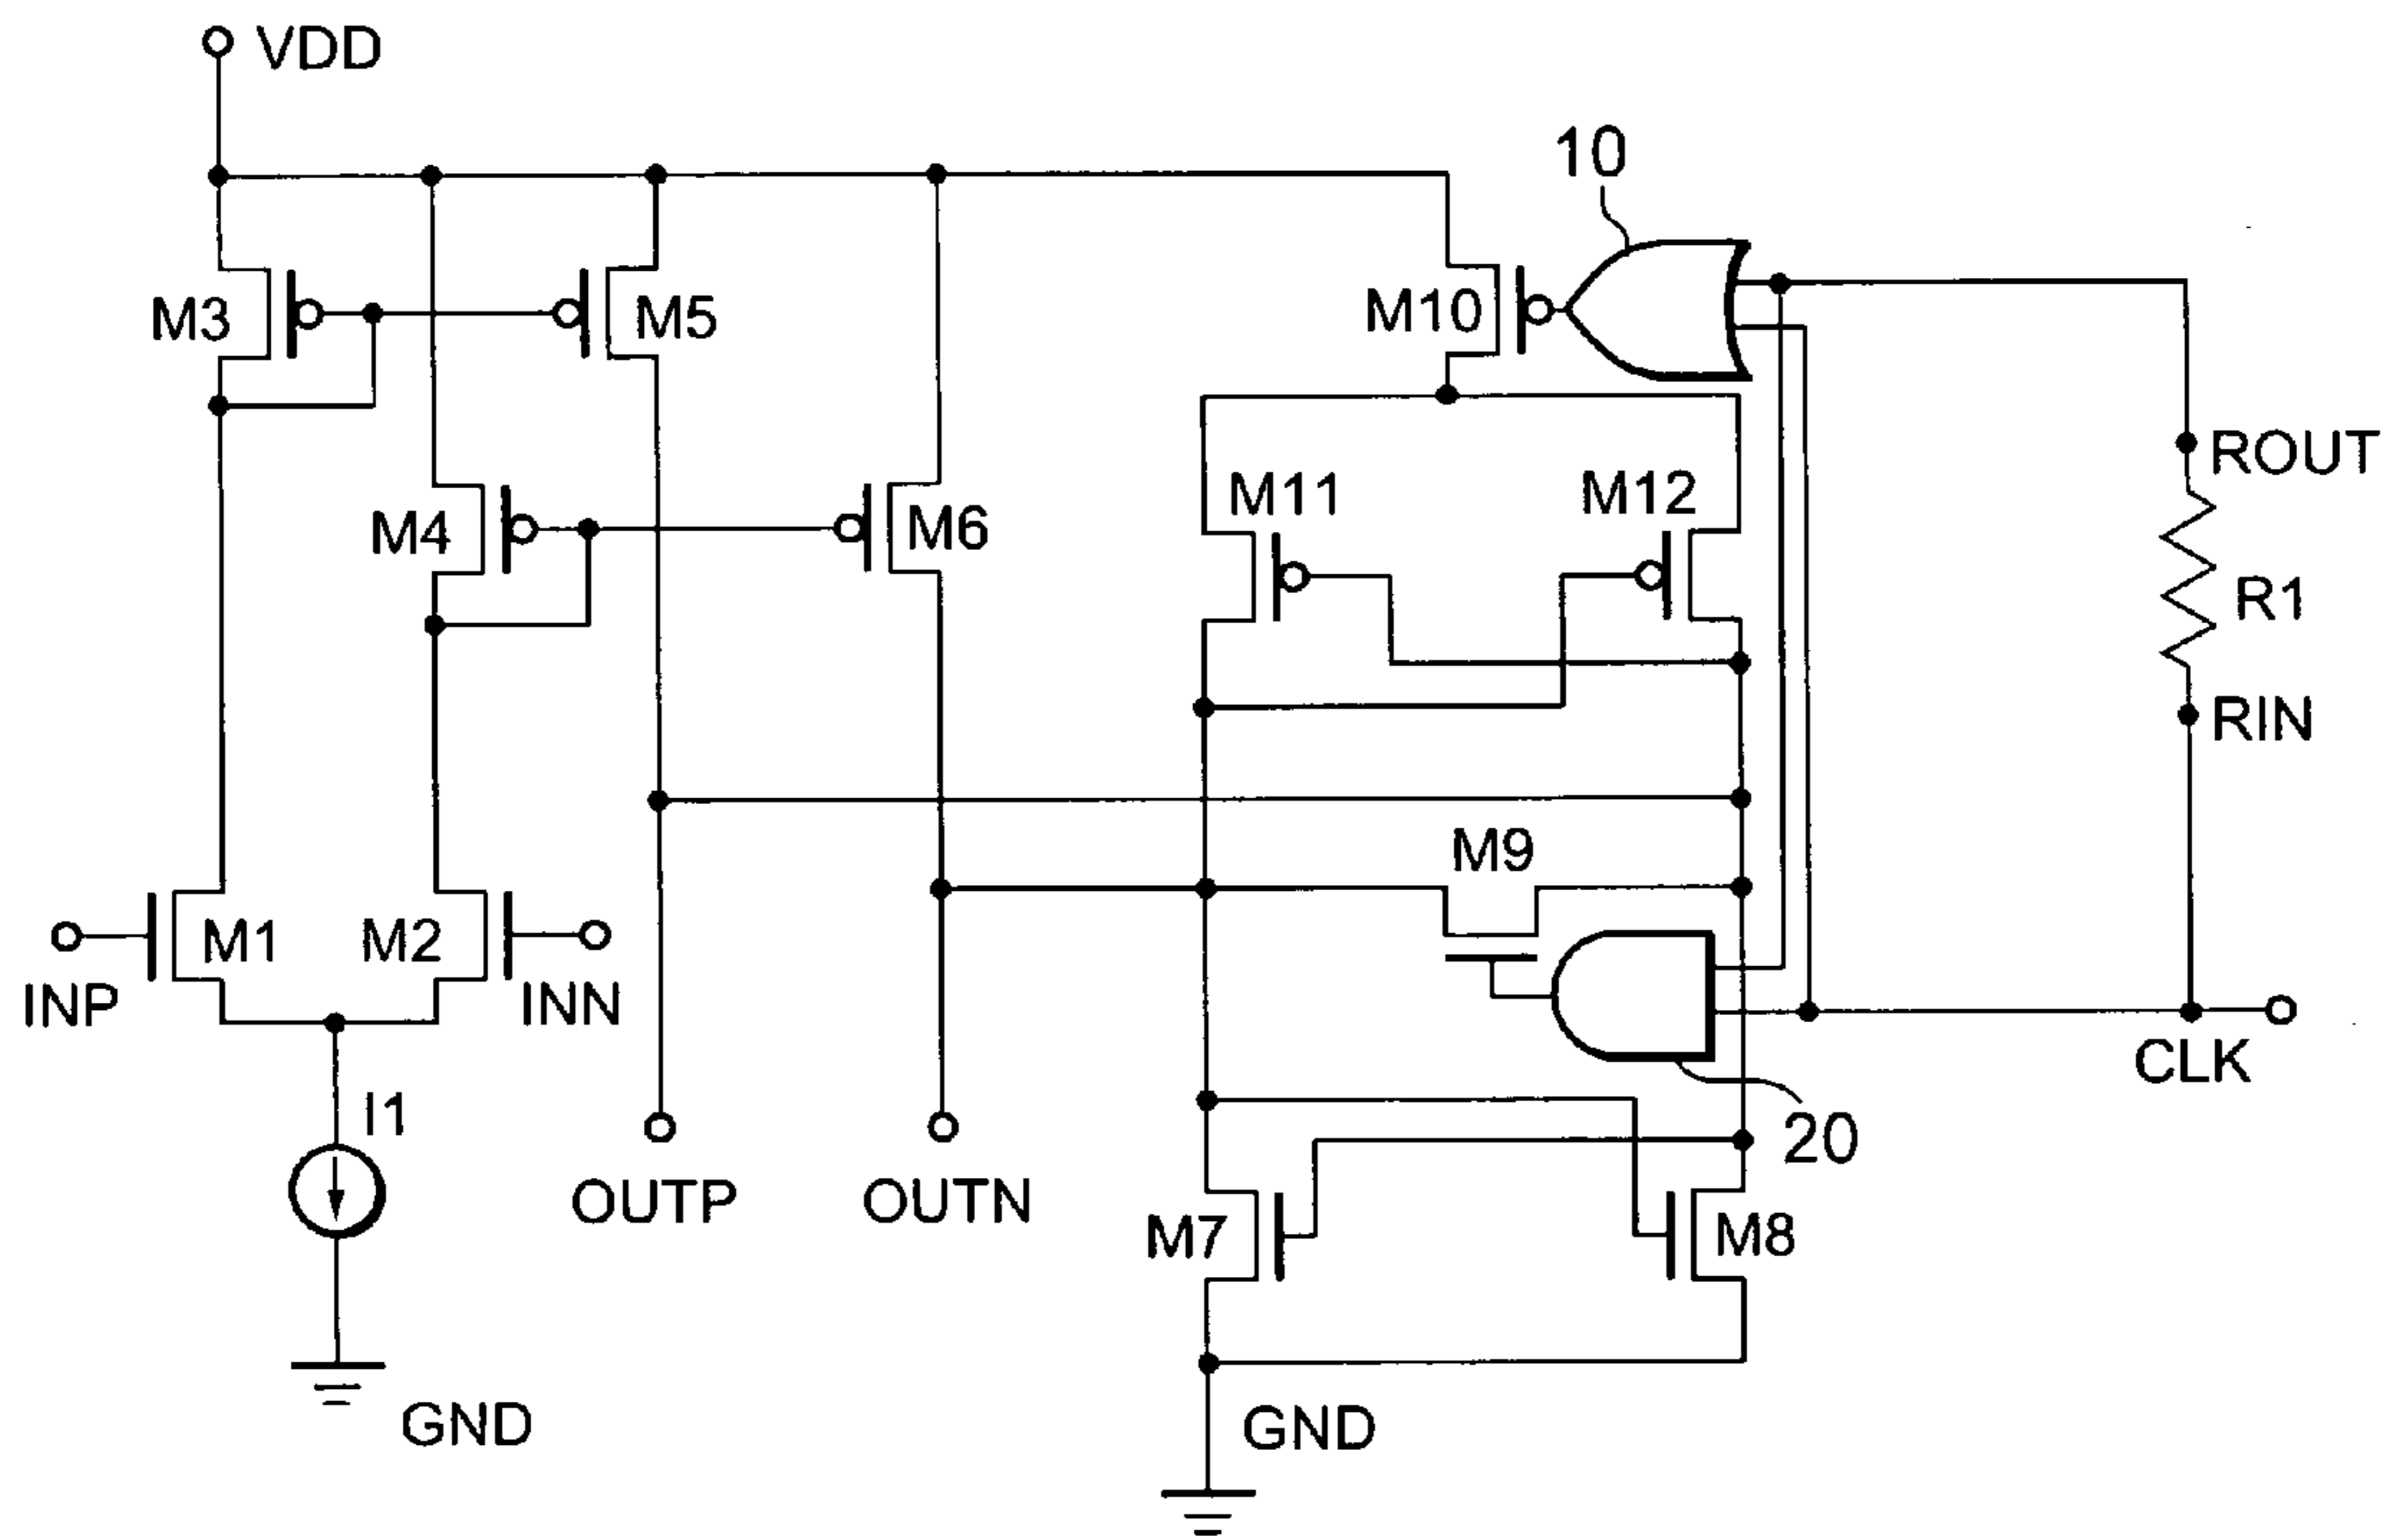 VDD
10
M3
M5
M10
ROUT
M11
M12
M4
M6
R1
RIN
M9
M1
M2
INP
INN
CLK
I1
20
OUTP
OUTN
M7
M8
GND
GND